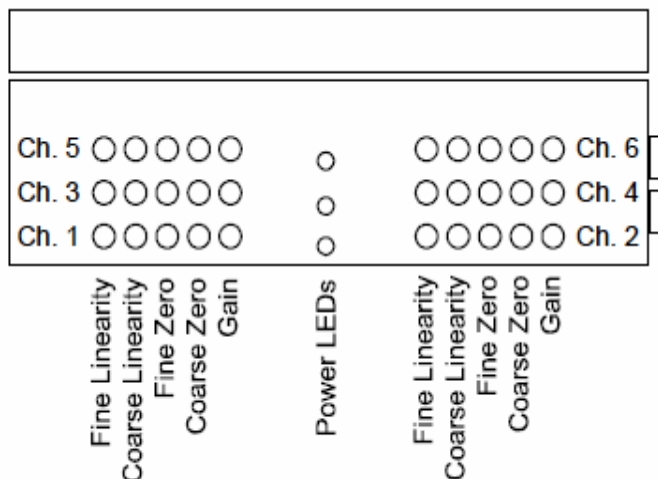 Ch. 5
Ch. 6
Ch. 3
Ch. 4
Ch. 1
Ch. 2
Fine Linearity
Coarse Linearity
Fine Zero
Coarse Zero
Gain
Power LEDs
Fine Linearity
Coarse Linearity
Fine Zero
Coarse Zero
Gain